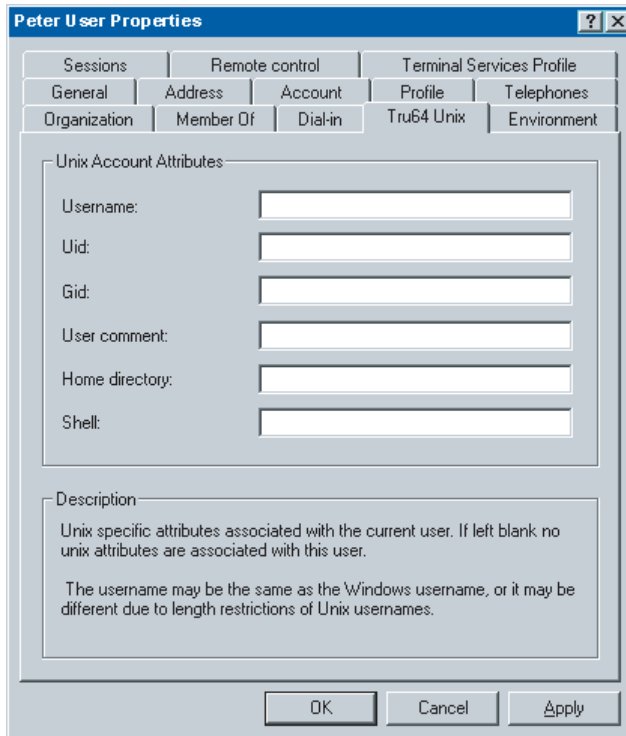 Peter User Properties
Sessions Remote control Terminal Services Profile
General Address Account Profile Telephones
Organization Member Of Dial-in Tru64 Unix Environment
Unix Account Attributes
Username:
Uid:
Gid:
User comment:
Home directory:
Shell:
Description
Unix specific attributes associated with the current user. If left blank no
unix attributes are associated with this user.
The username may be the same as the Windows username, or it may be
different due to length restrictions of Unix usernames.
OK Cancel Apply